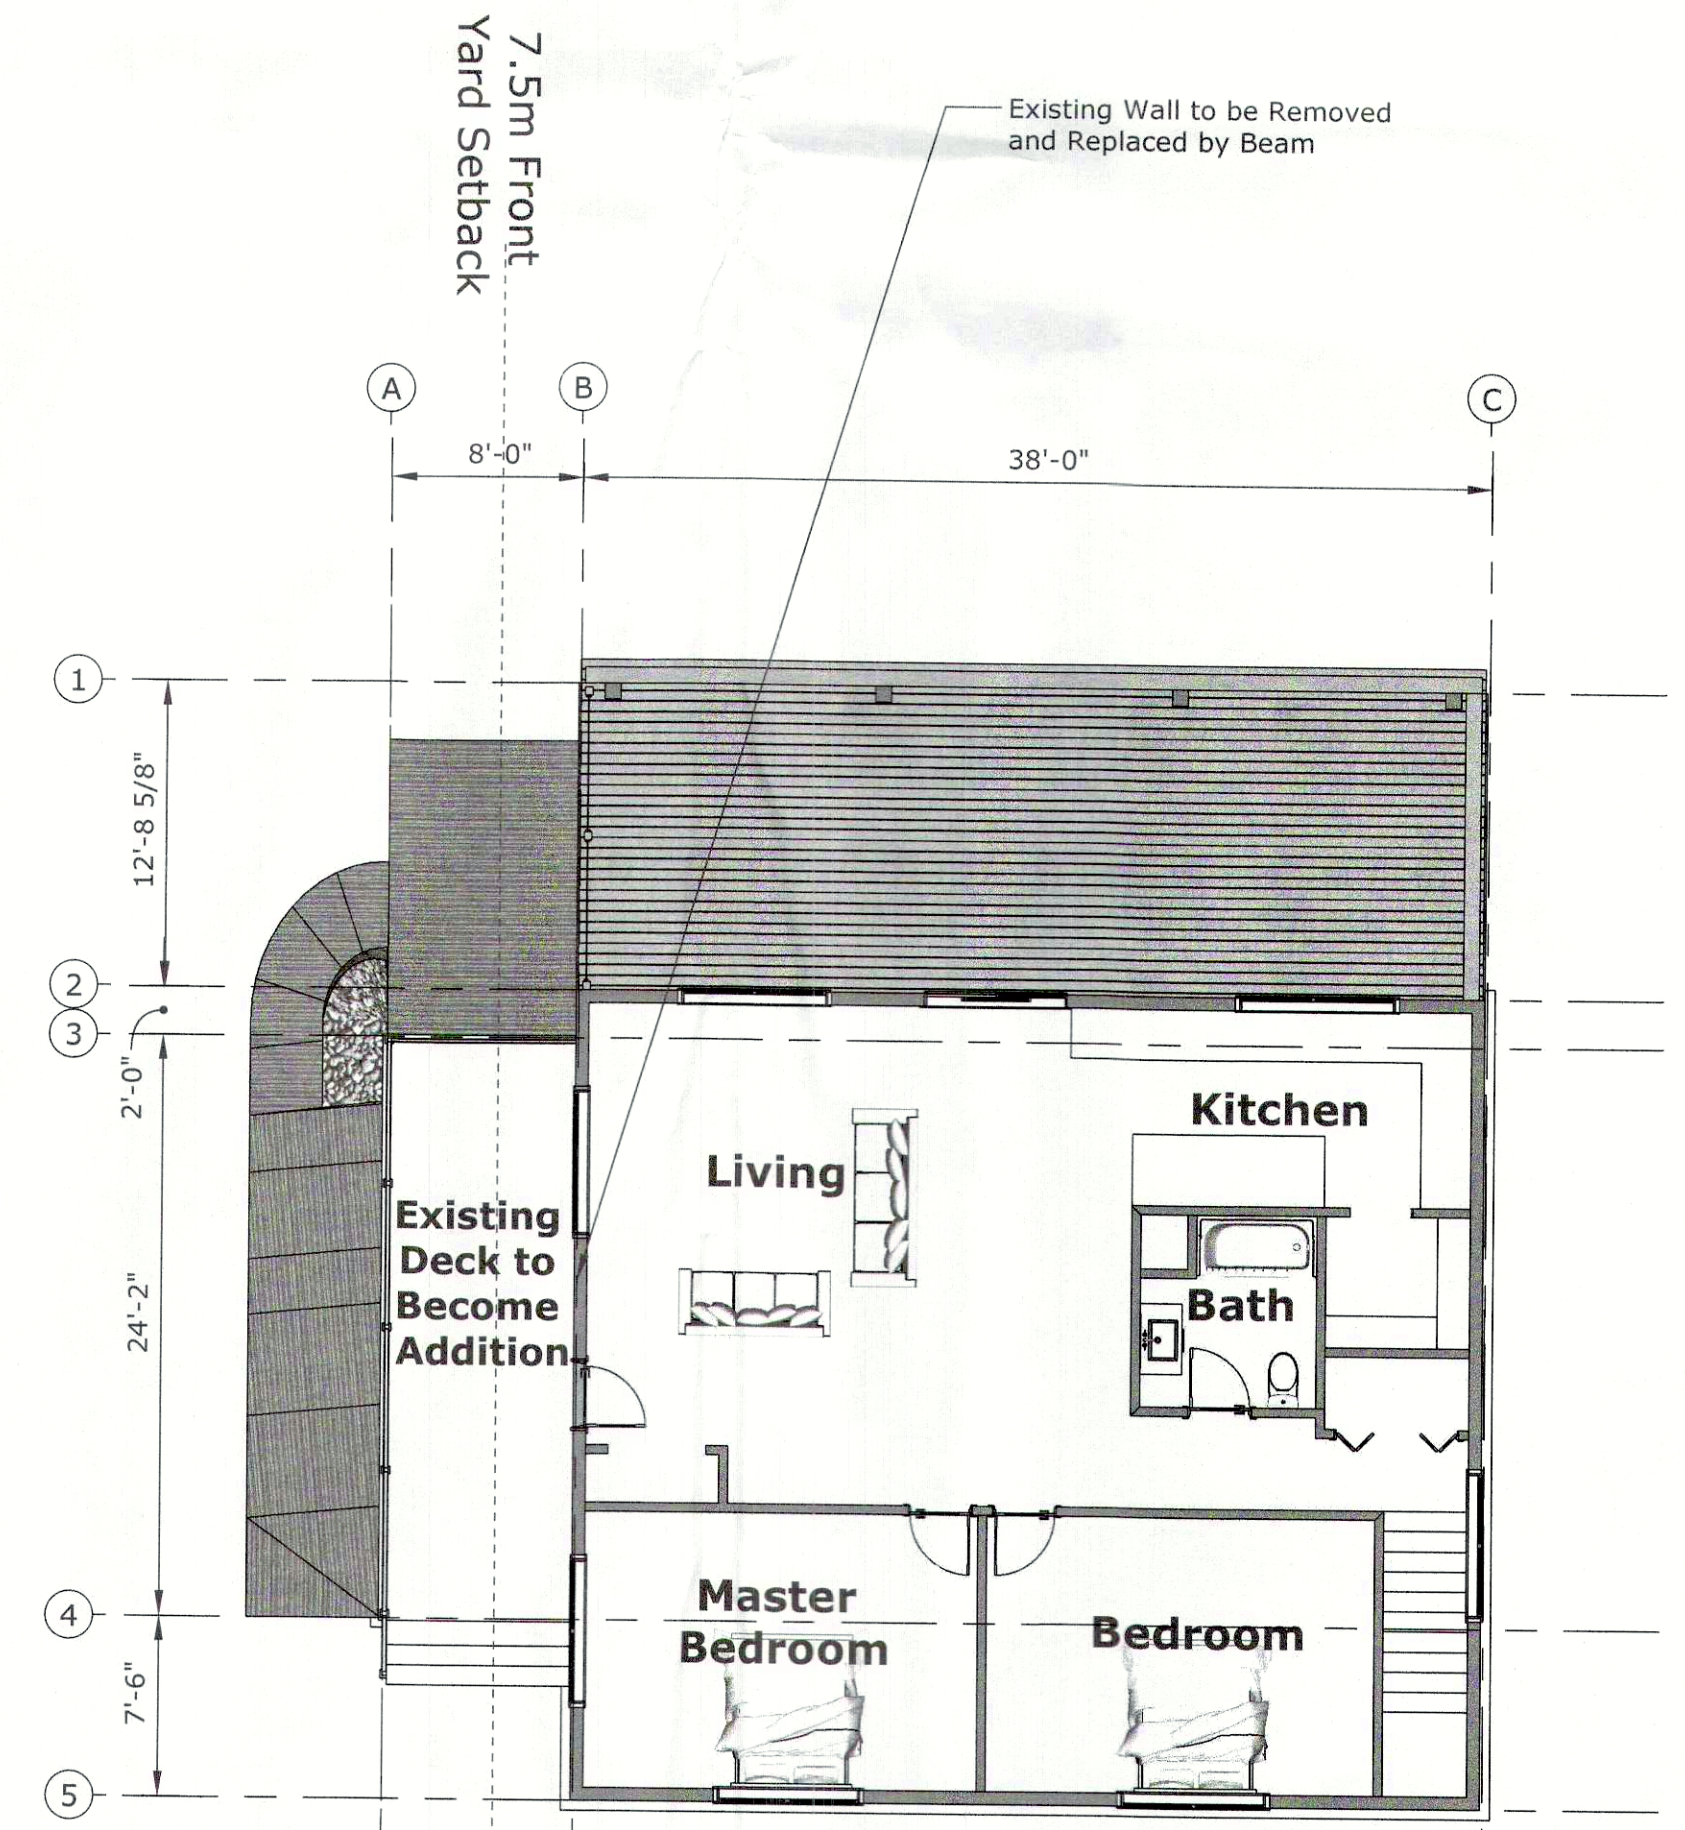 7.5m Front
Yard Setback
Existing Wall to be Removed
and Replaced by Beam
A
B
C
8'-0"
38'-0"
1
12'-8 5/8"
2
3
2'-0"
Kitchen
Living
Existing
Deck to
Become
Addition
Bath
24'-2"
Master
Bedroom
Bedroom
4
7'-6"
5